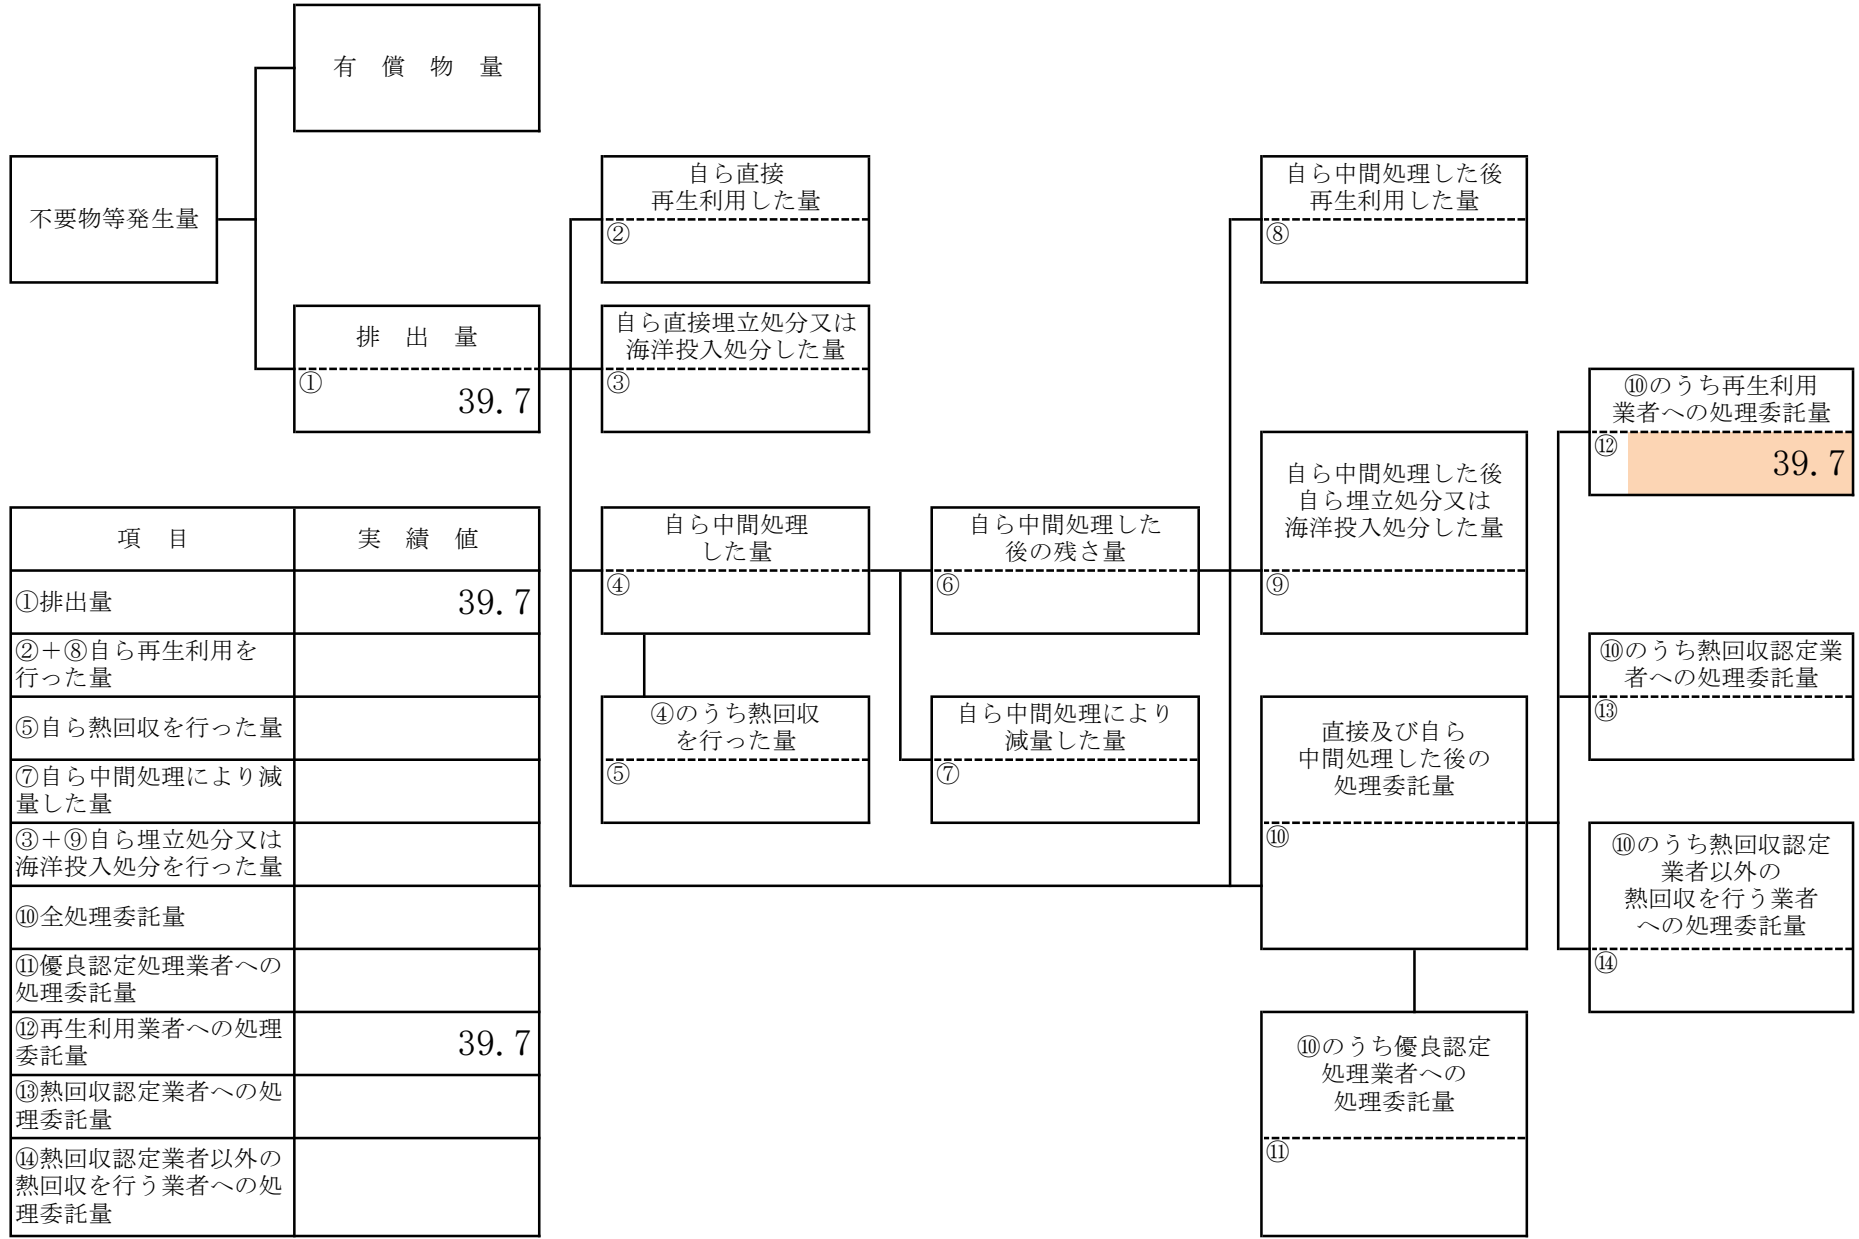 有 償 物 量
不要物等発生量
排 出 量
①
39.7
自ら直接
再生利用した量
②
自ら直接埋立処分又は
海洋投入処分した量
③
自ら中間処理
した量
④
④のうち熱回収
を行った量
⑤
自ら中間処理した
後の残さ量
⑥
自ら中間処理により
減量した量
⑦
自ら中間処理した後
再生利用した量
⑧
自ら中間処理した後
自ら埋立処分又は
海洋投入処分した量
⑨
直接及び自ら
中間処理した後の
処理委託量
⑩
⑩のうち優良認定
処理業者への
処理委託量
⑪
⑩のうち再生利用
業者への処理委託量
⑫
39.7
⑩のうち熱回収認定業
者への処理委託量
⑬
⑩のうち熱回収認定
業者以外の
熱回収を行う業者
への処理委託量
⑭
項 目 実 績 値
①排出量 39.7
②+⑧自ら再生利用を
行った量
⑤自ら熱回収を行った量
⑦自ら中間処理により減
量した量
③+⑨自ら埋立処分又は
海洋投入処分を行った量
⑩全処理委託量
⑪優良認定処理業者への
処理委託量
⑫再生利用業者への処理
委託量
39.7
⑬熱回収認定業者への処
理委託量
⑭熱回収認定業者以外の
熱回収を行う業者への処
理委託量